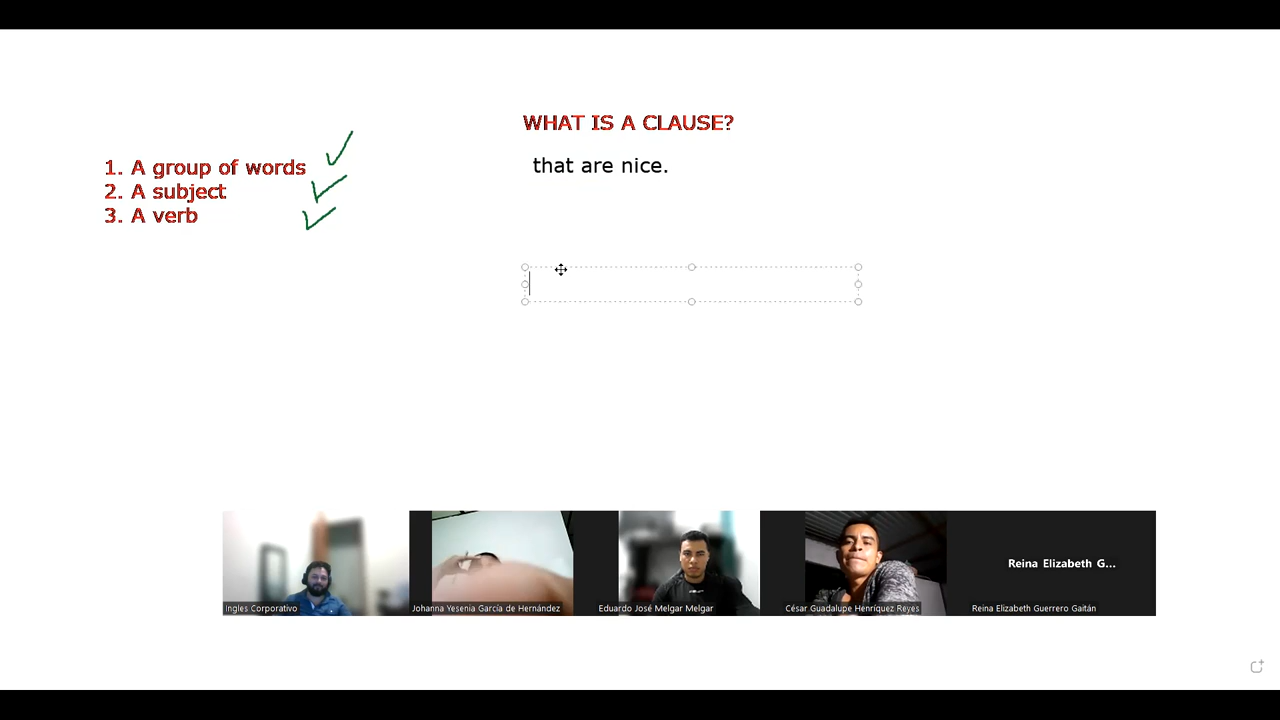 WHAT IS A CLAUSE?
that are nice.
1. A group of words
2. A subject
3. A verb
Ingles Corporativo
Johanna Yesenia García de Hernández
Eduardo José Melgar Melgar
César Guadalupe Henríquez Reyes
Reina Elizabeth G...
Reina Elizabeth Guerrero Gaitán